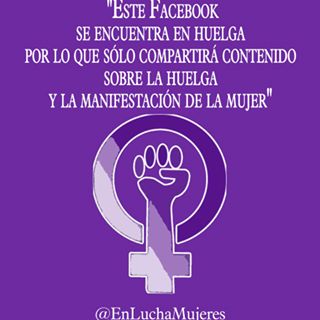 "Este Facebook
se encuentra en huelga
por lo que sólo compartirá contenido
sobre la huelga
y la manifestación de la mujer"
@EnLuchaMujeres